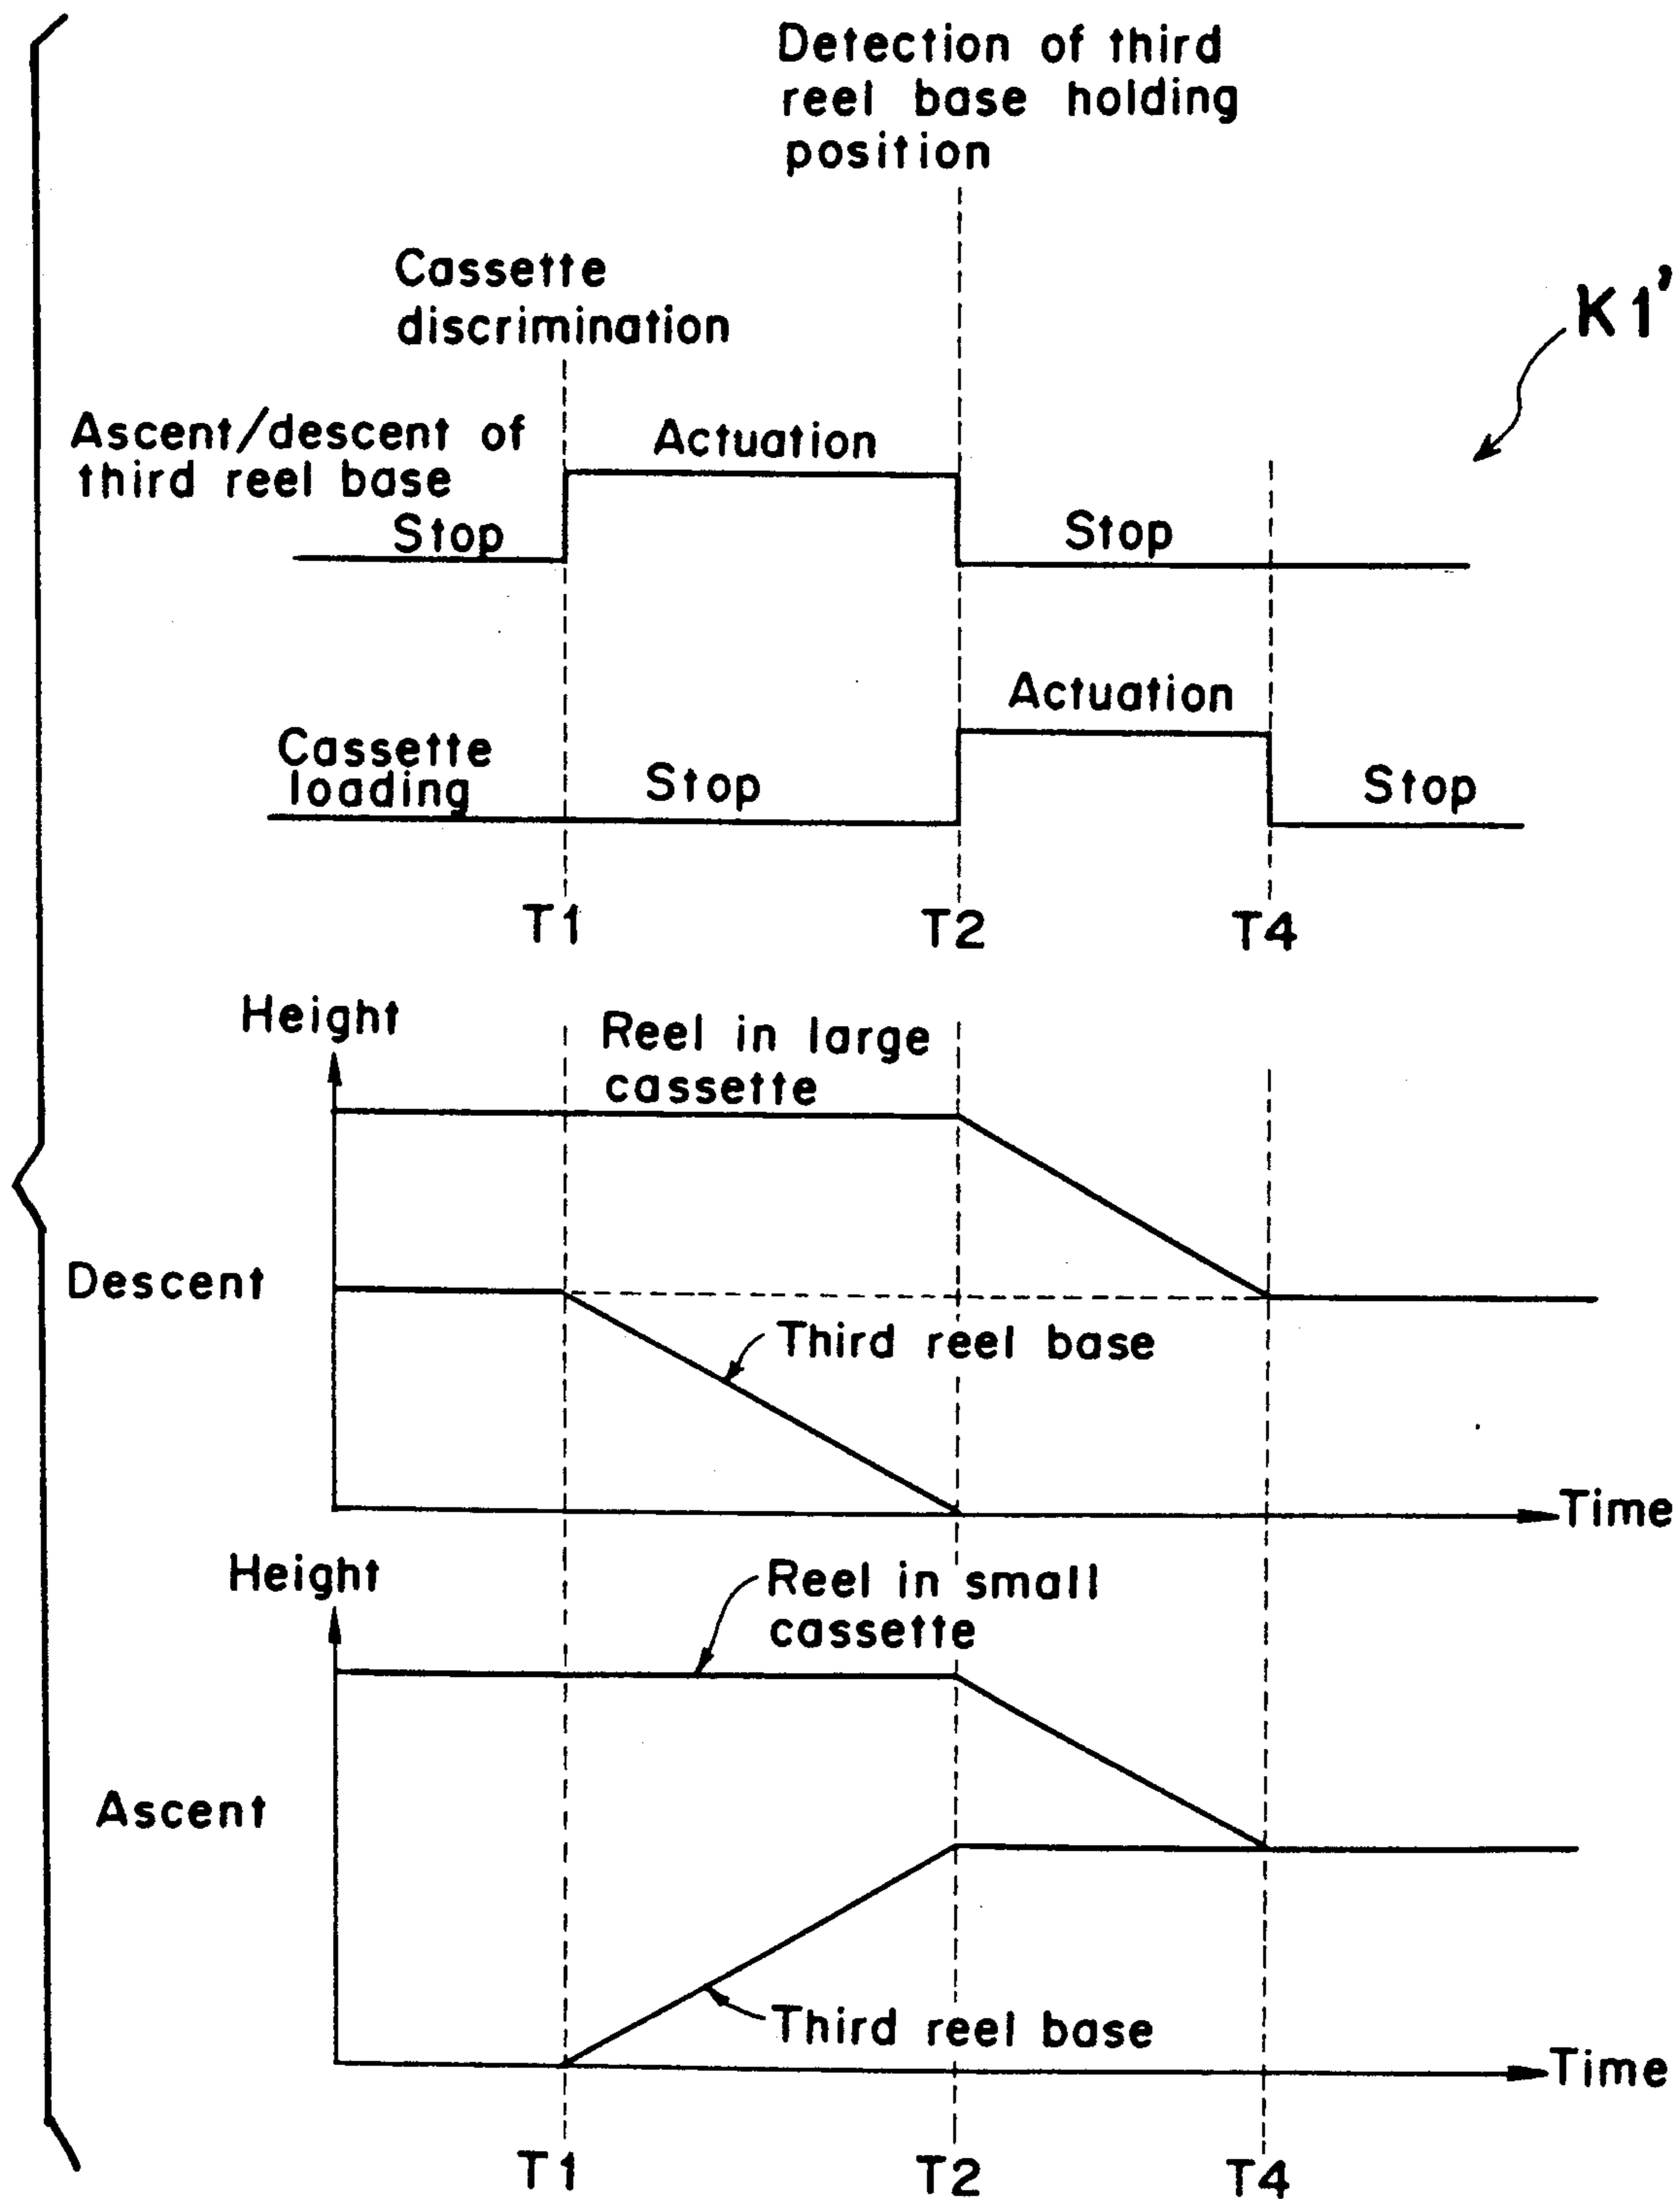 Detection of third
reel base holding
position
Cassette
discrimination
K1'
Ascent/descent of
third reel base
Actuation
Stop
Stop
Actuation
Cassette
loading
Stop
Stop
T1
T2
T4
Height
Reel in large
cassette
Descent
Third reel base
Time
Height
Reel in small
cassette
Ascent
Third reel base
Time
T1
T2
T4